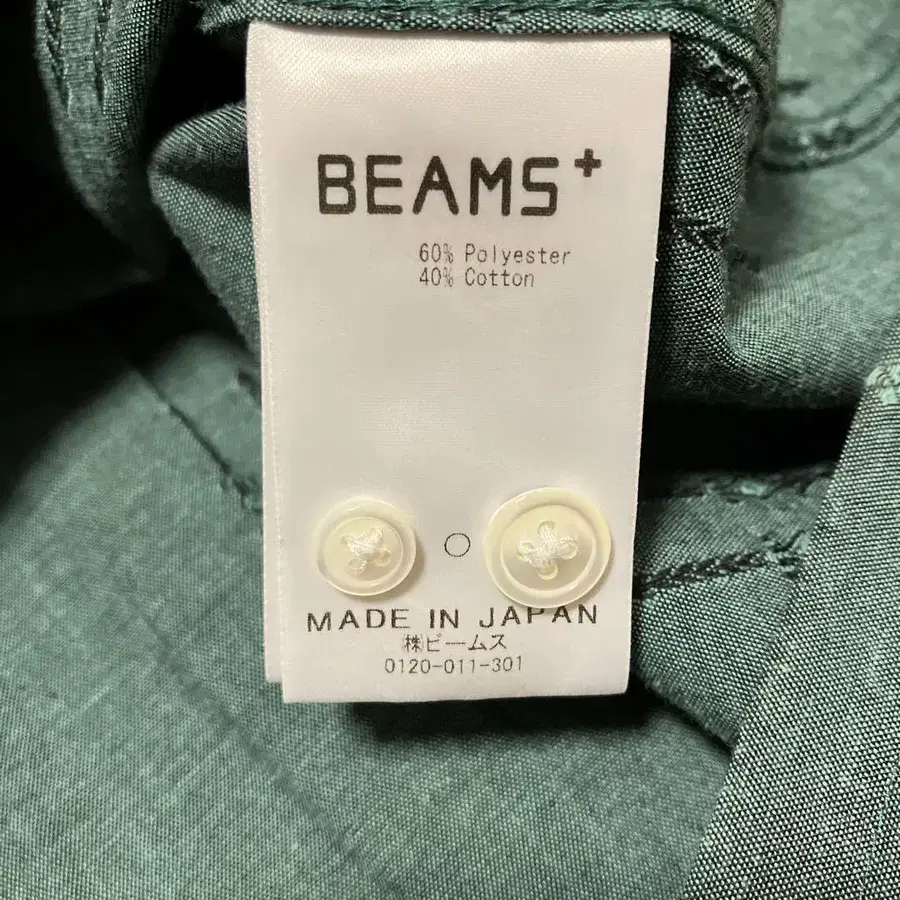 BEAMS+
60% Polyester
40% Cotton
MADE IN JAPAN
㈱ビームス
0120-011-301